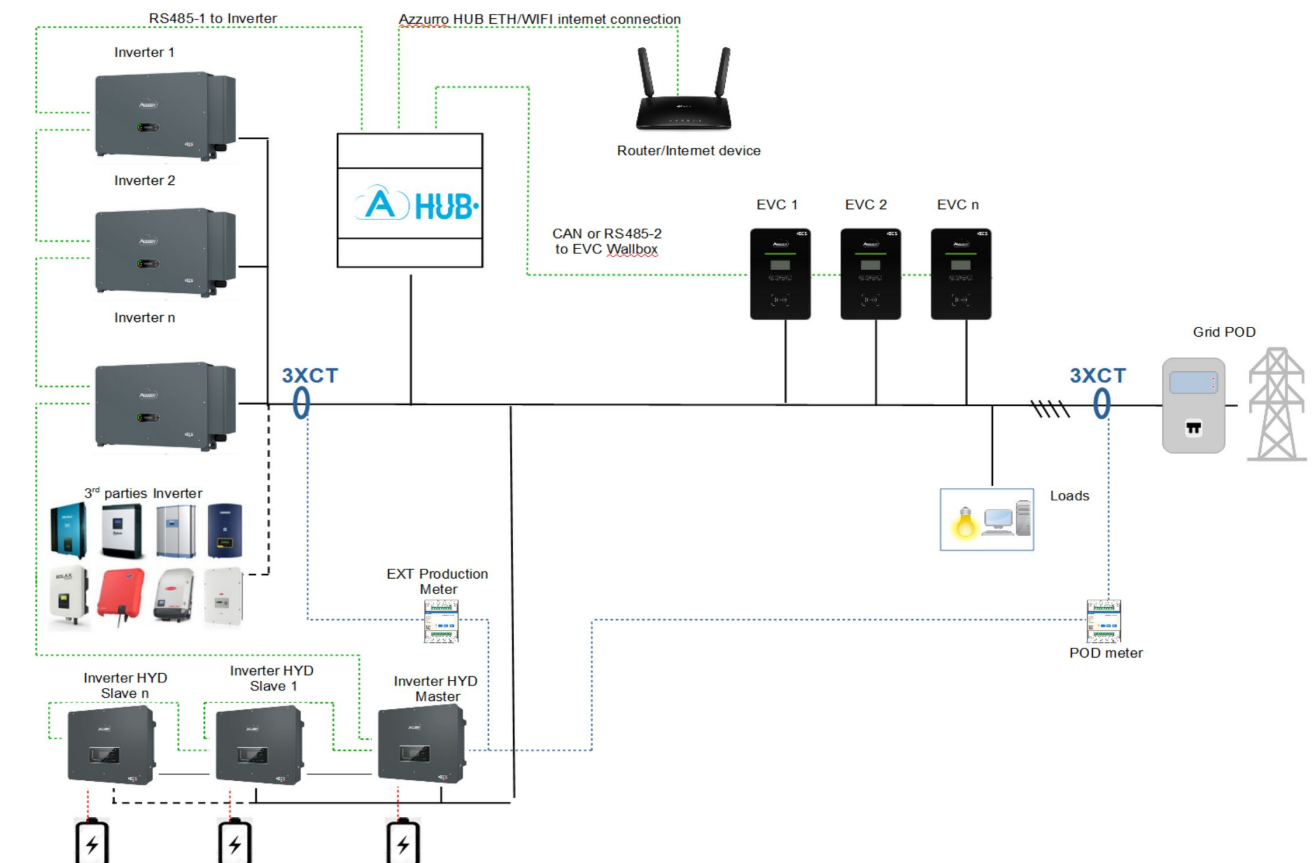 RS485-1 to Inverter
Azzurro HUB ETH/WIFI internet connection
Inverter 1
Router/Internet device
Inverter 2
A HUB
EVC 1
EVC 2
EVC n
CAN or RS485-2
to EVC Wallbox
Inverter n
Grid POD
3XCT
3XCT
3rd parties Inverter
Loads
SOLAX
EXT Production
Meter
POD meter
Inverter HYD
Slave n
Inverter HYD
Slave 1
Inverter HYD
Master